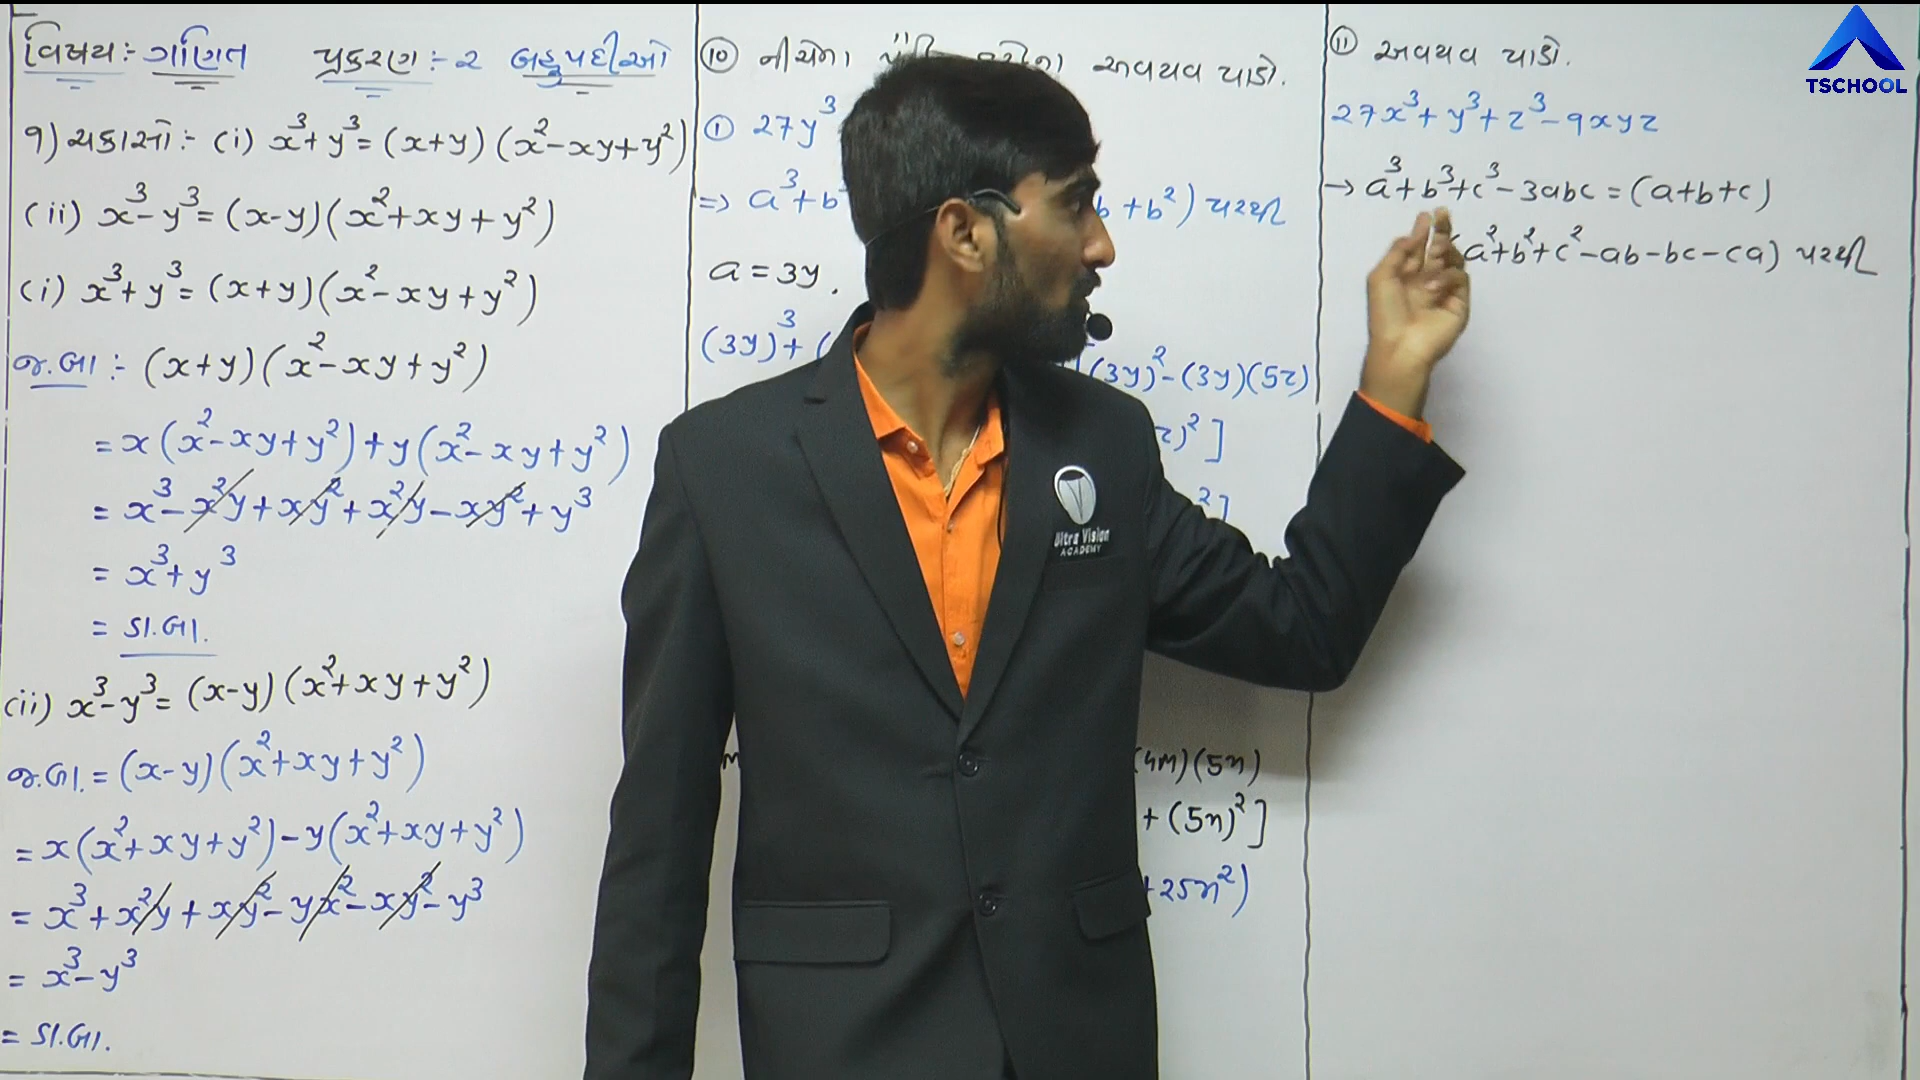 વિષય:- ગણિત પ્રકરણ:- ૨ બહુપદીઓ
૧) ચકાસો:- (i) x³+y³=(x+y)(x²-xy+y²)
(ii) x³-y³=(x-y)(x²+xy+y²)
(i) x³+y³=(x+y)(x²-xy+y²)
જ.બા:- (x+y)(x²-xy+y²)
=x(x²-xy+y²)+y(x²-xy+y²)
=x³-x²y+xy²+x²y-xy²+y³
=x³+y³
=ડા.બા.
(ii) x³-y³=(x-y)(x²+xy+y²)
જ.બા.=(x-y)(x²+xy+y²)
=x(x²+xy+y²)-y(x²+xy+y²)
=x³+x²y+xy²-yx²-xy²-y³
=x³-y³
=ડા.બા.
⑩ નીચેના અવયવ પાડો.
① 27y³
=> a³+b b+b²) પરથી
a=3y.
(3y)³+( (3y)²-(3y)(5z)
z)²]
²]
(4m)(5n)
+(5n)²]
+25n²)
⑪ અવયવ પાડો.
27x³+y³+z³-9xyz
→ a³+b³+c³-3abc=(a+b+c)
(a²+b²+c²-ab-bc-ca) પરથી
TSCHOOL
Ultra Vision
ACADEMY